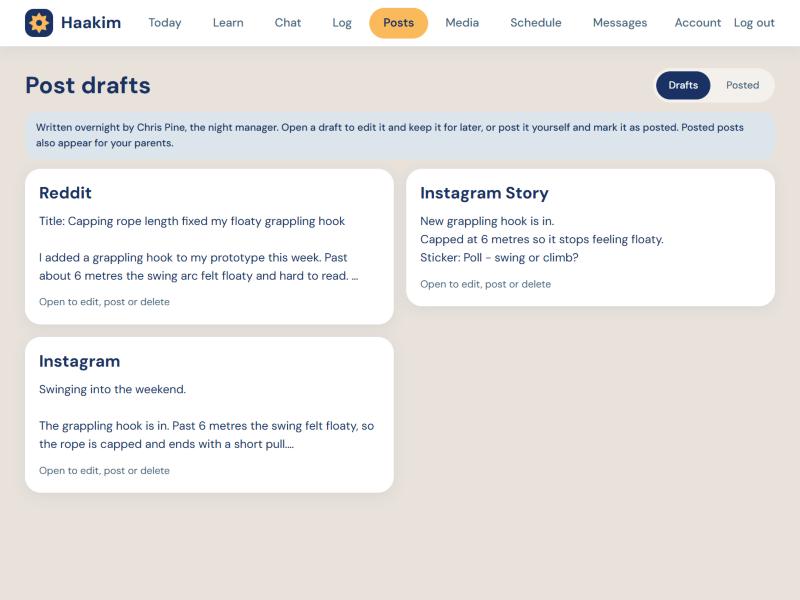 Haakim
Today
Learn
Chat
Log
Posts
Media
Schedule
Messages
Account
Log out
Post drafts
Drafts
Posted
Written overnight by Chris Pine, the night manager. Open a draft to edit it and keep it for later, or post it yourself and mark it as posted. Posted posts
also appear for your parents.
Reddit
Title: Capping rope length fixed my floaty grappling hook
I added a grappling hook to my prototype this week. Past
about 6 metres the swing arc felt floaty and hard to read. ...
Open to edit, post or delete
Instagram Story
New grappling hook is in.
Capped at 6 metres so it stops feeling floaty.
Sticker: Poll - swing or climb?
Open to edit, post or delete
Instagram
Swinging into the weekend.
The grappling hook is in. Past 6 metres the swing felt floaty, so
the rope is capped and ends with a short pull....
Open to edit, post or delete